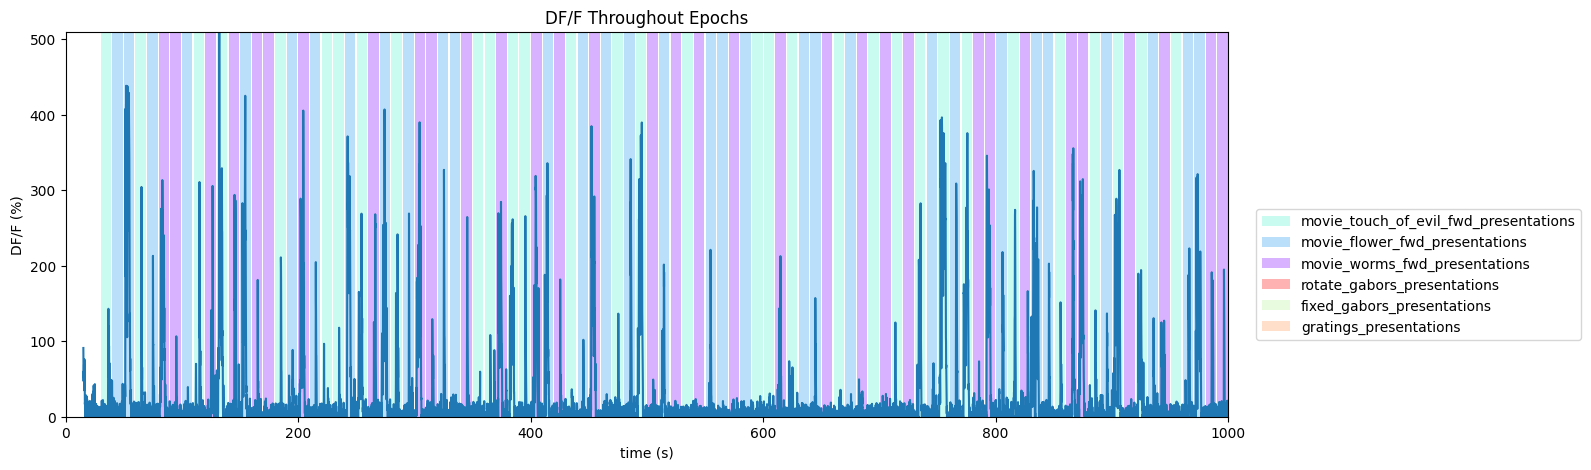 DF/F Throughout Epochs
DF/F (%)
500
400
300
200
100
0
0 200 400 600 800 1000
time (s)
movie_touch_of_evil_fwd_presentations
movie_flower_fwd_presentations
movie_worms_fwd_presentations
rotate_gabors_presentations
fixed_gabors_presentations
gratings_presentations